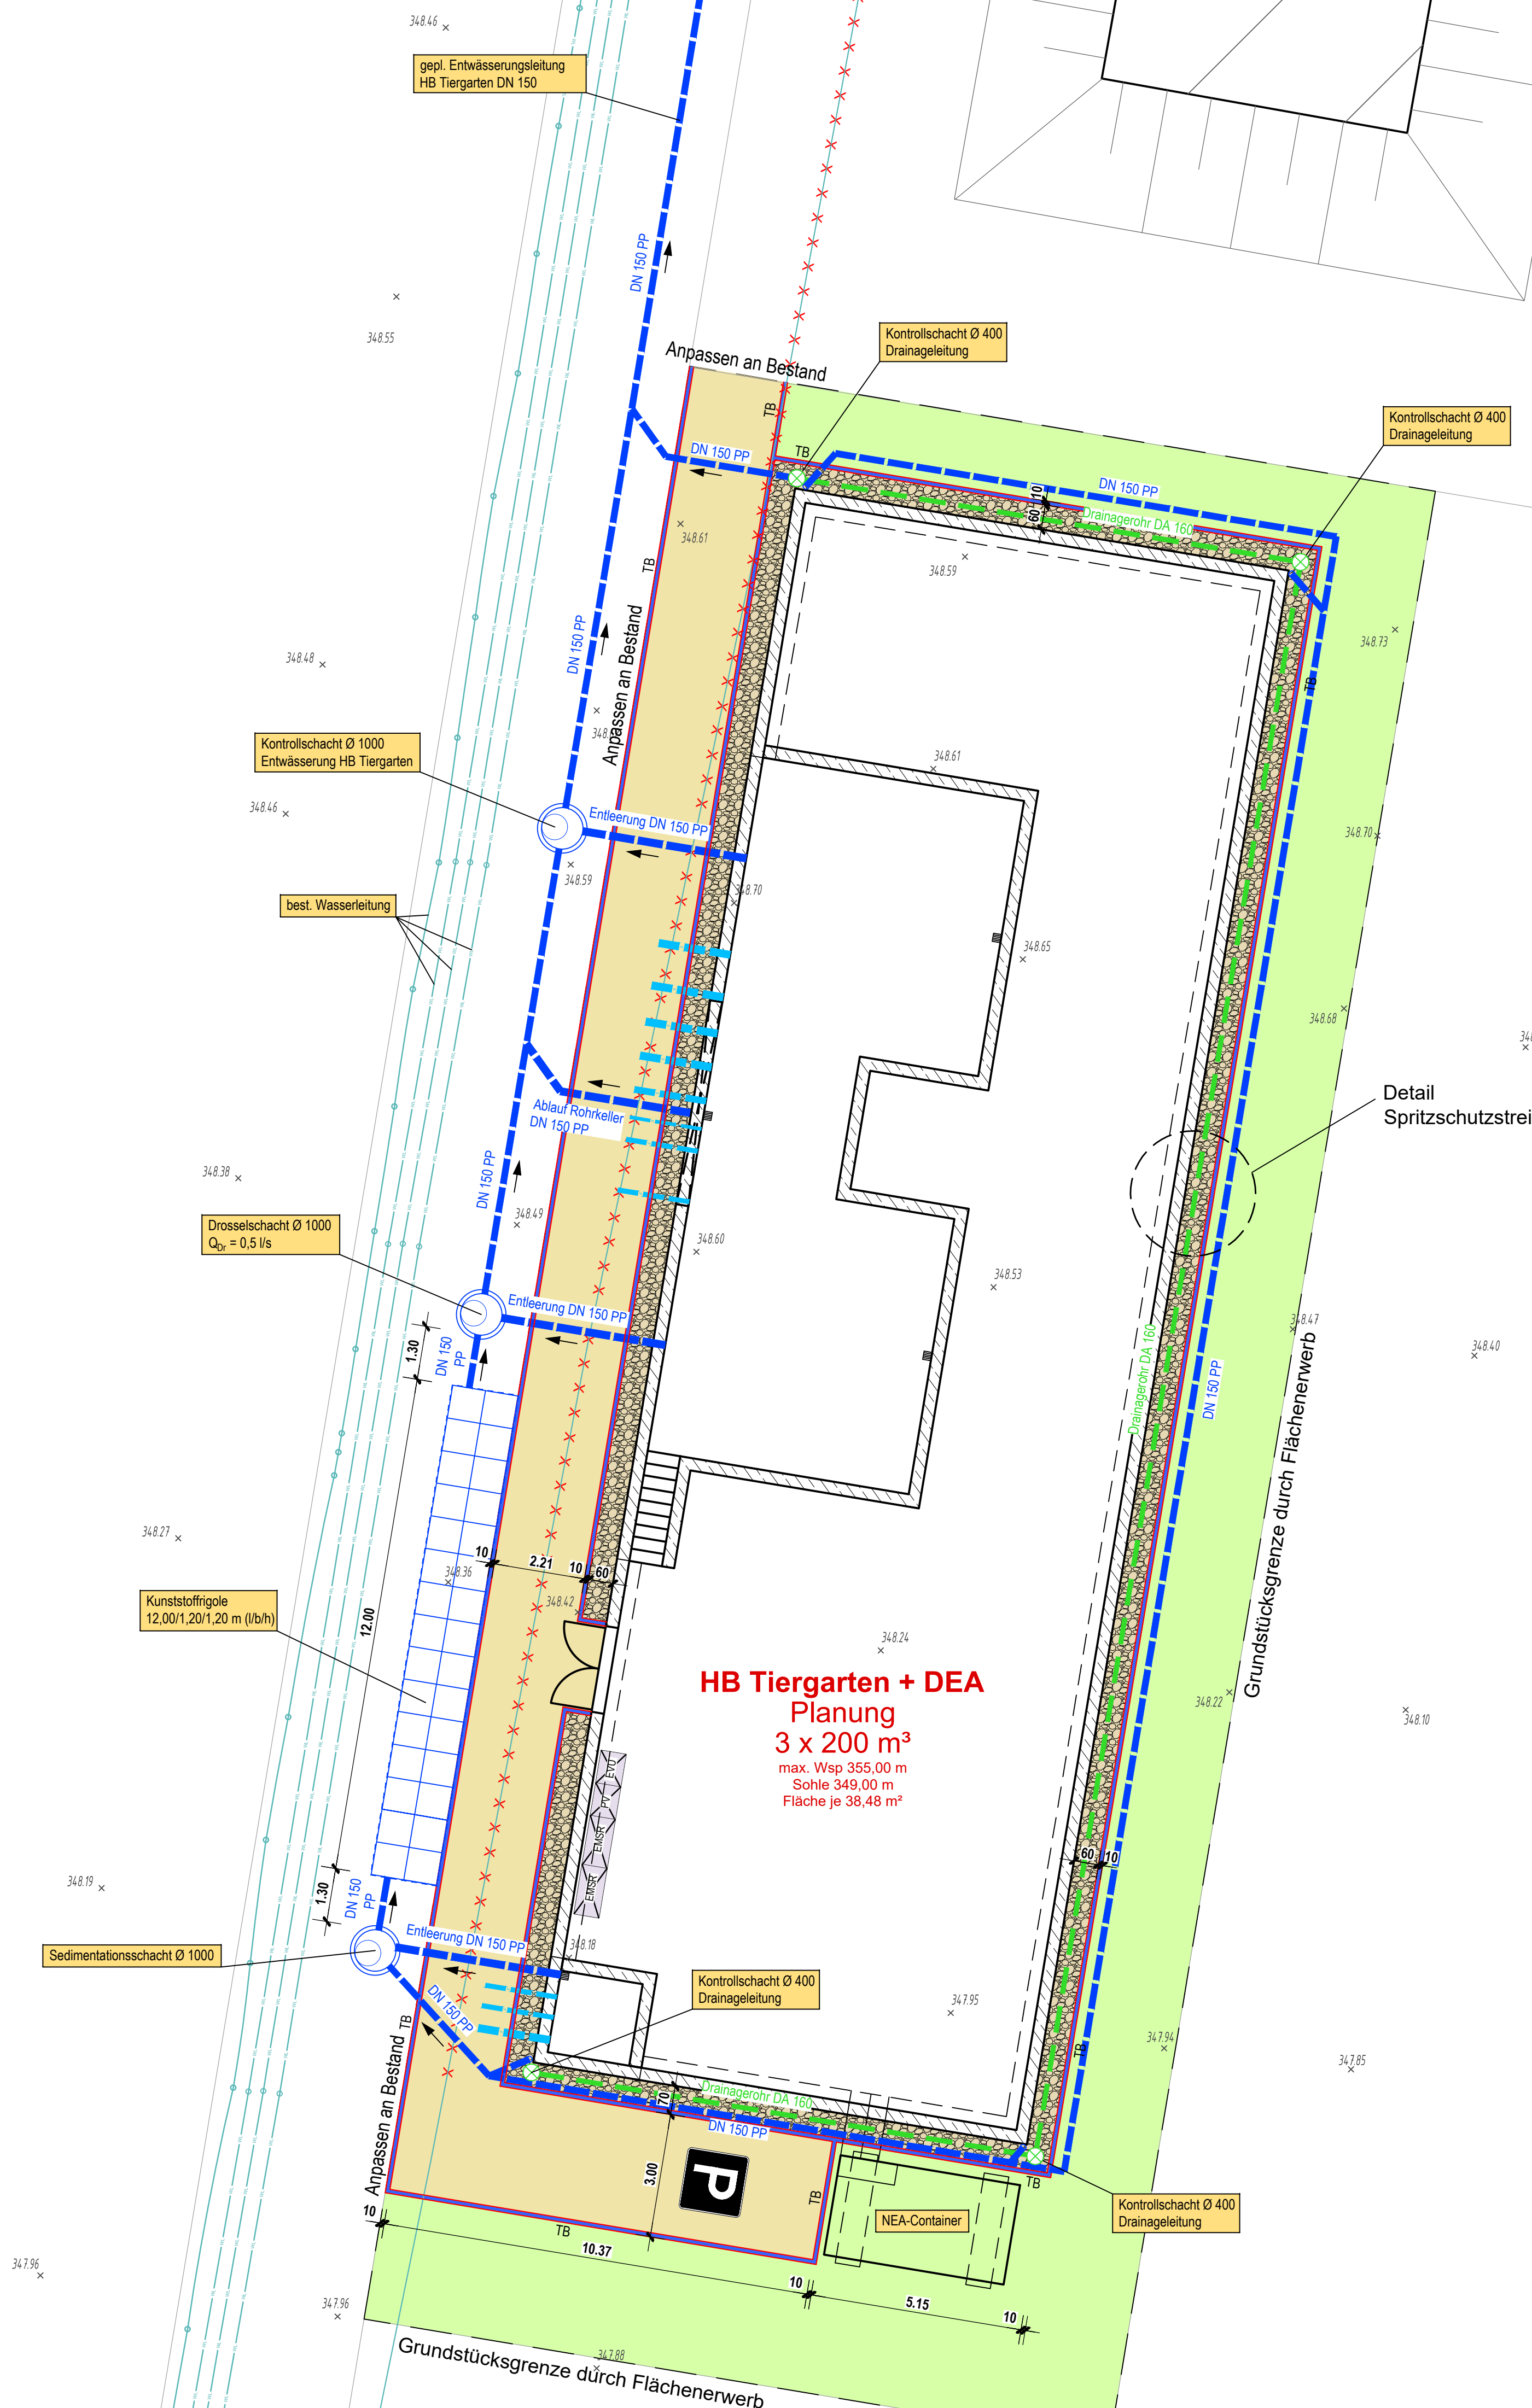 348.46
gepl. Entwässerungsleitung
HB Tiergarten DN 150
DN 150 PP
348.55
Anpassen an Bestand
Kontrollschacht Ø 400
Drainageleitung
Kontrollschacht Ø 400
Drainageleitung
TB
DN 150 PP
TB
DN 150 PP
10
60
Drainagerohr DA 160
348.61
348.59
TB
348.73
DN 150 PP
Anpassen an Bestand
348.48
TB
Kontrollschacht Ø 1000
Entwässerung HB Tiergarten
348.61
348.46
Entleerung DN 150 PP
348.70
348.59
348.70
best. Wasserleitung
348.65
348.68
Detail
Spritzschutzstrei
Ablauf Rohrkeller
DN 150 PP
348.38
DN 150 PP
348.49
Drosselschacht Ø 1000
QDr = 0,5 l/s
348.60
348.53
Entleerung DN 150 PP
348.47
348.40
1.30
DN 150
PP
Drainagerohr DA 160
DN 150 PP
Grundstücksgrenze durch Flächenerwerb
348.27
10
2.21
10
60
348.36
348.42
Kunststoffrigole
12,00/1,20/1,20 m (l/b/h)
12.00
348.24
HB Tiergarten + DEA
Planung
3 x 200 m³
max. Wsp 355,00 m
Sohle 349,00 m
Fläche je 38,48 m²
348.22
348.10
EVU
PV
EMSR
EMSR
60
10
348.19
1.30
DN 150
PP
Sedimentationsschacht Ø 1000
Entleerung DN 150 PP
348.18
Kontrollschacht Ø 400
Drainageleitung
347.95
DN 150 PP
TB
347.94
347.85
TB
Anpassen an Bestand
70
Drainagerohr DA 160
DN 150 PP
P
3.00
TB
TB
Kontrollschacht Ø 400
Drainageleitung
NEA-Container
10
TB
10.37
10
5.15
10
347.96
347.96
347.88
Grundstücksgrenze durch Flächenerwerb